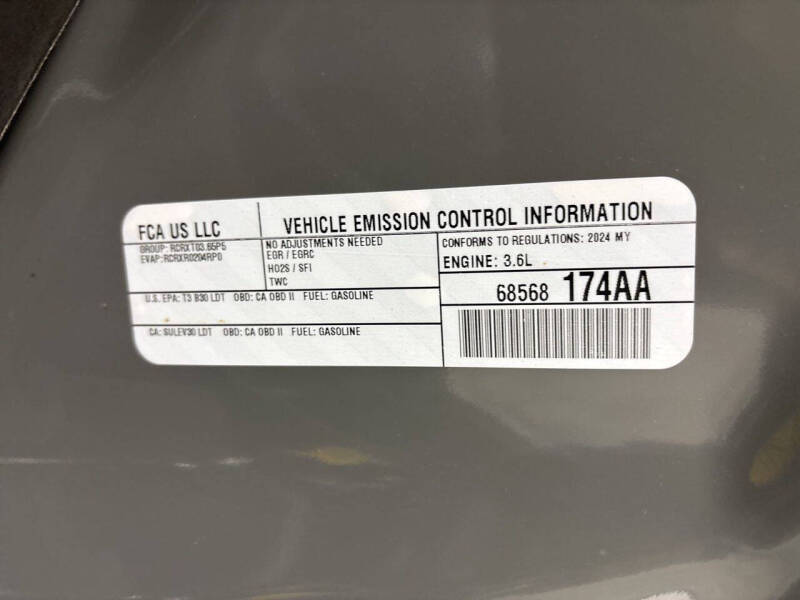 FCA US LLC
VEHICLE EMISSION CONTROL INFORMATION
GROUP: RCRXT03.65P5
EVAP: RCRXR0204RP0
NO ADJUSTMENTS NEEDED
EGR / EGRC
HO2S / SFI
TWC
CONFORMS TO REGULATIONS: 2024 MY
ENGINE: 3.6L
68568 174AA
U.S. EPA: T3 B30 LDT OBD: CA OBD II FUEL: GASOLINE
CA: SULEV30 LDT OBD: CA OBD II FUEL: GASOLINE